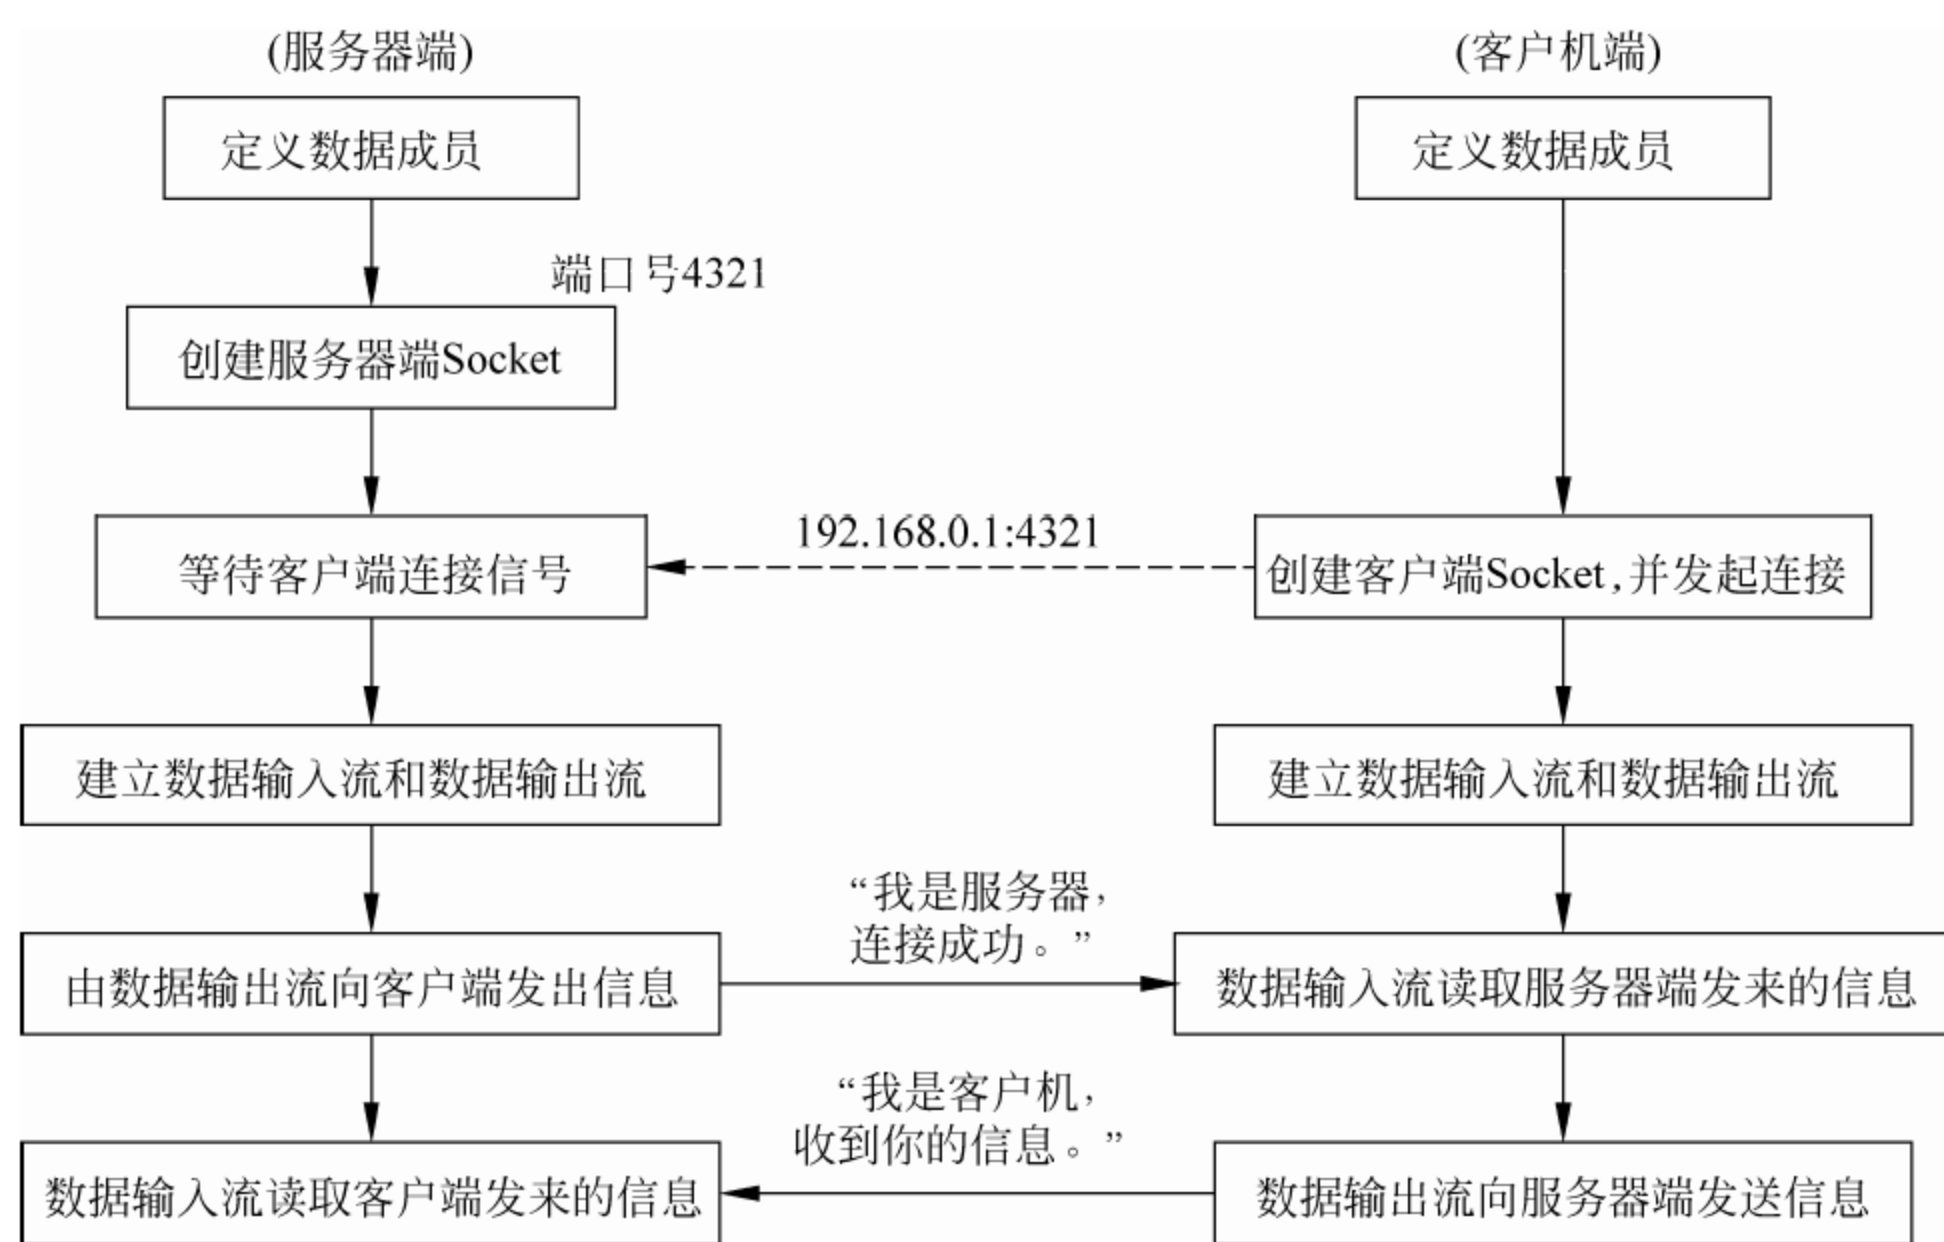 (服务器端)
(客户机端)
定义数据成员
定义数据成员
端口号4321
创建服务器端Socket
192.168.0.1:4321
等待客户端连接信号
创建客户端Socket,并发起连接
建立数据输入流和数据输出流
建立数据输入流和数据输出流
“我是服务器，
连接成功。”
由数据输出流向客户端发出信息
数据输入流读取服务器端发来的信息
“我是客户机，
收到你的信息。”
数据输入流读取客户端发来的信息
数据输出流向服务器端发送信息